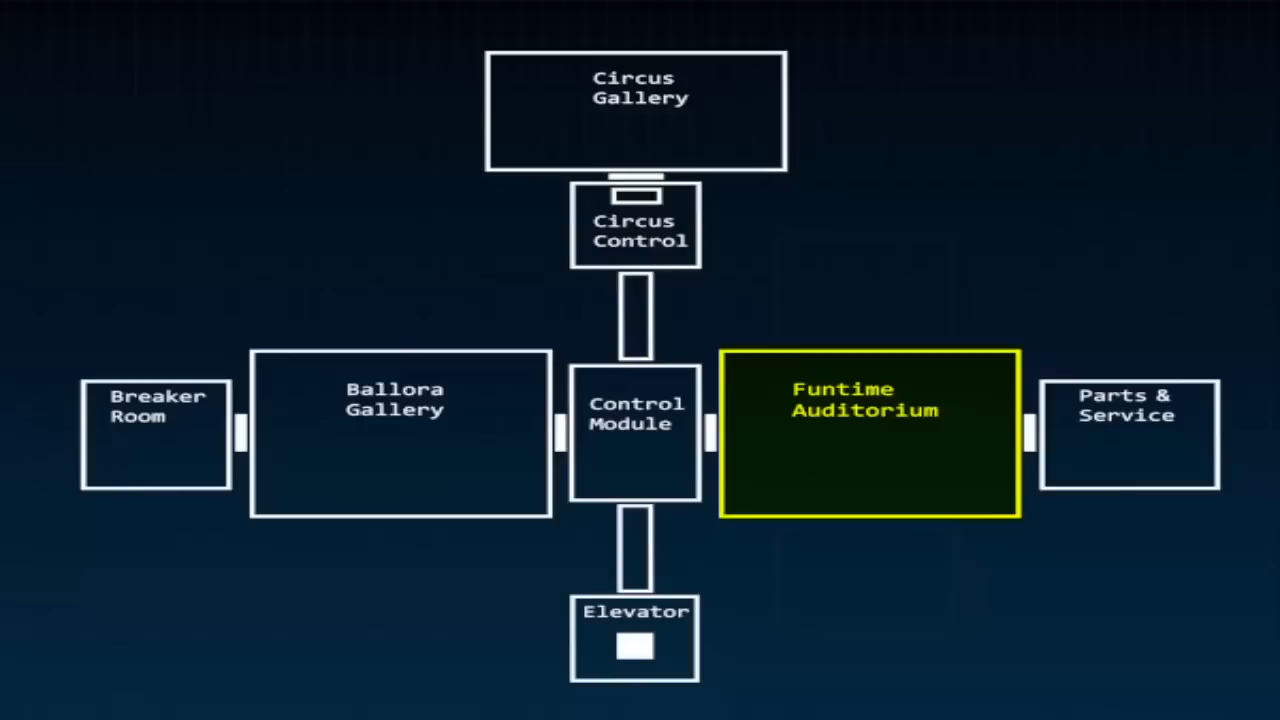 Circus
Gallery
Circus
Control
Breaker
Room
Ballora
Gallery
Control
Module
Funtime
Auditorium
Parts &
Service
Elevator